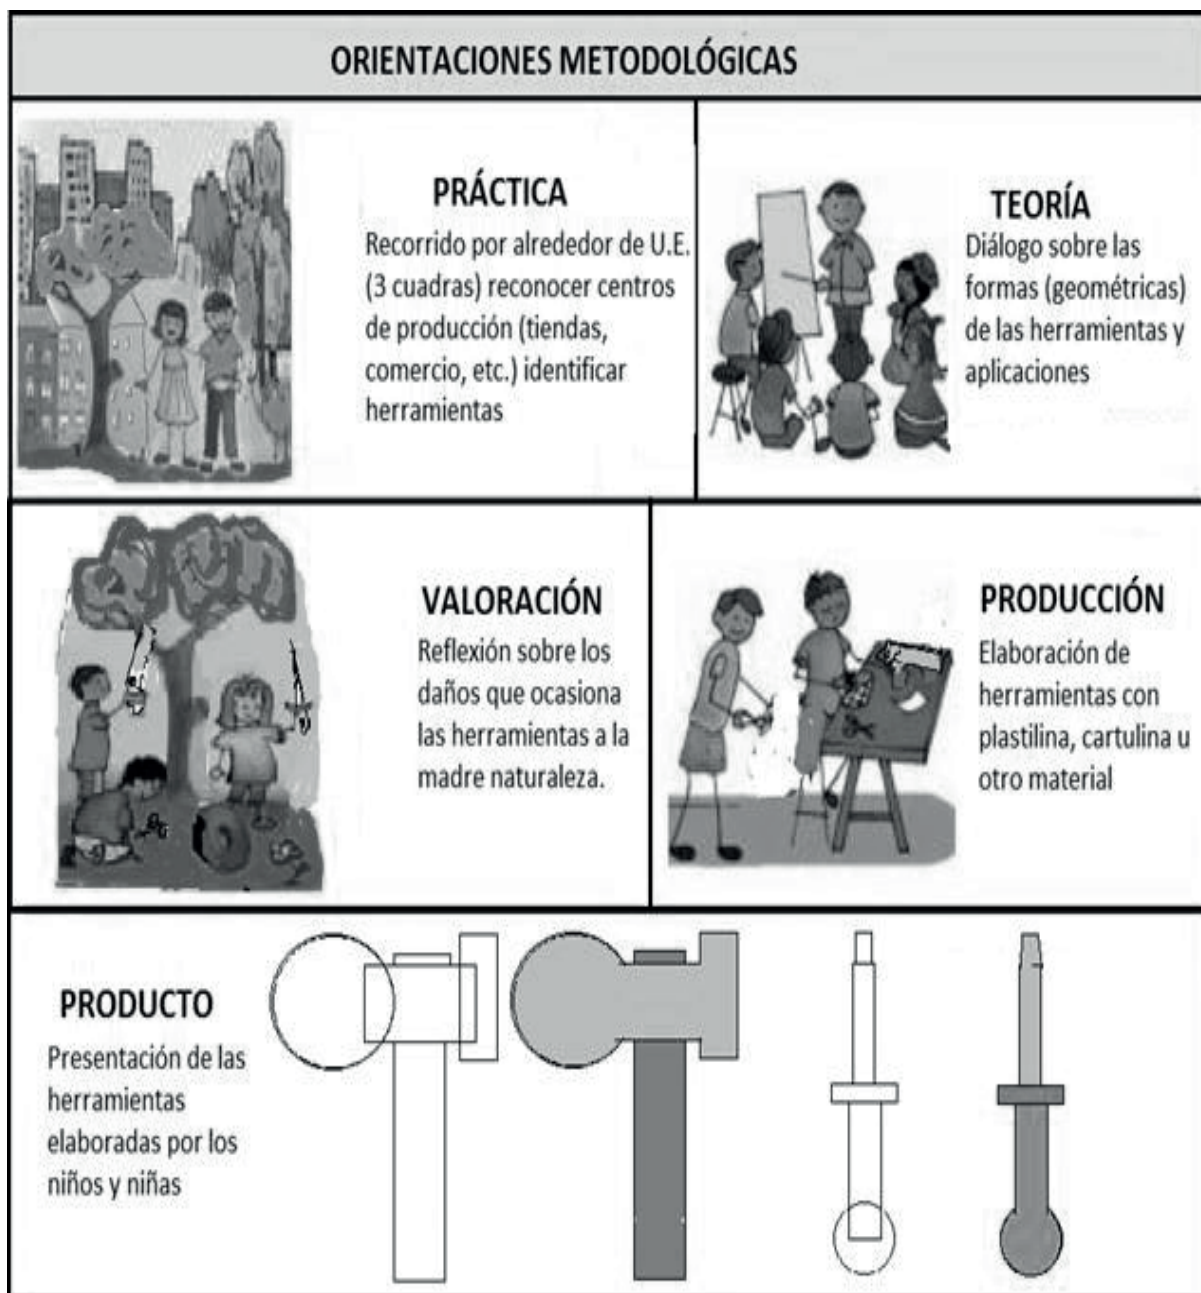 ORIENTACIONES METODOLÓGICAS
PRÁCTICA
Recorrido por alrededor de U.E.
(3 cuadras) reconocer centros
de producción (tiendas,
comercio, etc.) identificar
herramientas
TEORÍA
Diálogo sobre las
formas (geométricas)
de las herramientas y
aplicaciones
VALORACIÓN
Reflexión sobre los
daños que ocasiona
las herramientas a la
madre naturaleza.
PRODUCCIÓN
Elaboración de
herramientas con
plastilina, cartulina u
otro material
PRODUCTO
Presentación de las
herramientas
elaboradas por los
niños y niñas